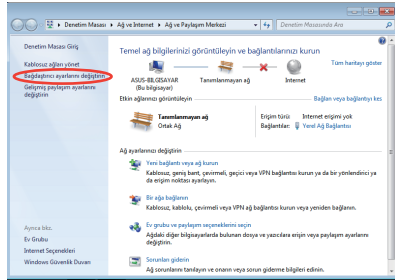 Denetim Masası ▸ Ağ ve Internet ▸ Ağ ve Paylaşım Merkezi
Denetim Masasında Ara
Denetim Masası Giriş
Kablosuz ağları yönet
Bağdaştırıcı ayarlarını değiştirin
Gelişmiş paylaşım ayarlarını
değiştirin
Temel ağ bilgilerinizi görüntüleyin ve bağlantılarınızı kurun
Tüm haritayı göster
ASUS-BILGISAYAR
(Bu bilgisayar)
Tanımlanmayan ağ
Internet
Etkin ağlarınızı görüntüleyin
Bağlan veya bağlantıyı kes
Tanımlanmayan ağ
Ortak Ağ
Erişim türü: Internet erişimi yok
Bağlantılar: Yerel Ağ Bağlantısı
Ağ ayarlarınızı değiştirin
Yeni bağlantı veya ağ kurun
Kablosuz, geniş bant, çevirmeli, geçici veya VPN bağlantısı kurun ya da bir yönlendirici ya
da erişim noktası ayarlayın.
Bir ağa bağlanın
Kablosuz, kablolu, çevirmeli veya VPN ağ bağlantısı kurun veya yeniden bağlanın.
Ev grubu ve paylaşım seçeneklerini seçin
Ağdaki diğer bilgisayarlarda bulunan dosya ve yazıcılara erişin veya paylaşım ayarlarını
değiştirin.
Sorunları giderin
Ağ sorunlarını tanılayın ve onarın veya sorun giderme bilgileri edinin.
Ayrıca bkz.
Ev Grubu
Internet Seçenekleri
Windows Güvenlik Duvarı